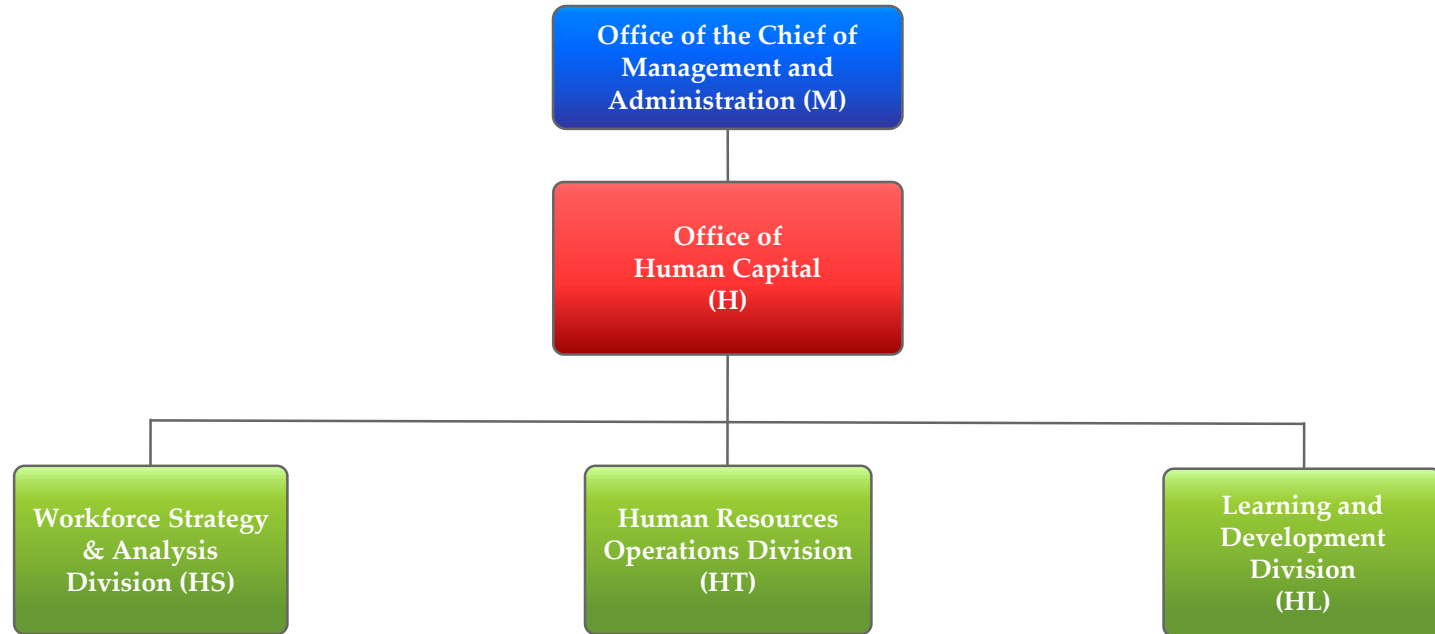 Office of the Chief of
Management and
Administration (M)
Office of
Human Capital
(H)
Workforce Strategy
& Analysis
Division (HS)
Human Resources
Operations Division
(HT)
Learning and
Development
Division
(HL)